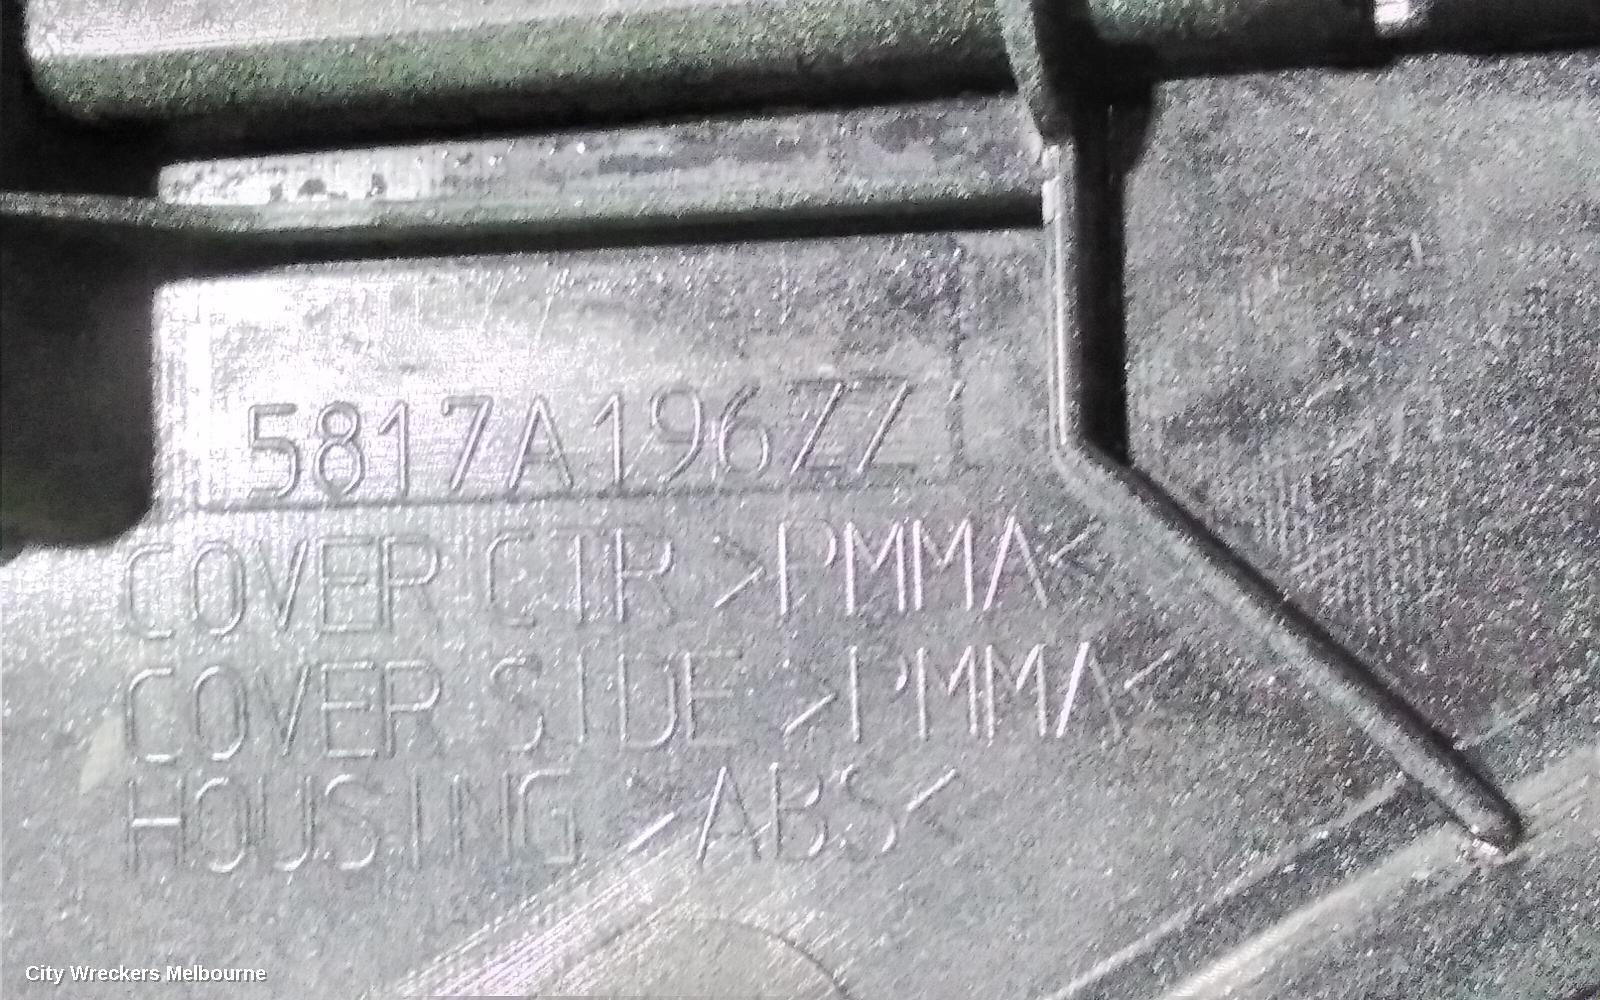 5817A196ZZ
COVER CTR >PMMA<
COVER SIDE >PMMA<
HOUSING >ABS<
City Wreckers Melbourne